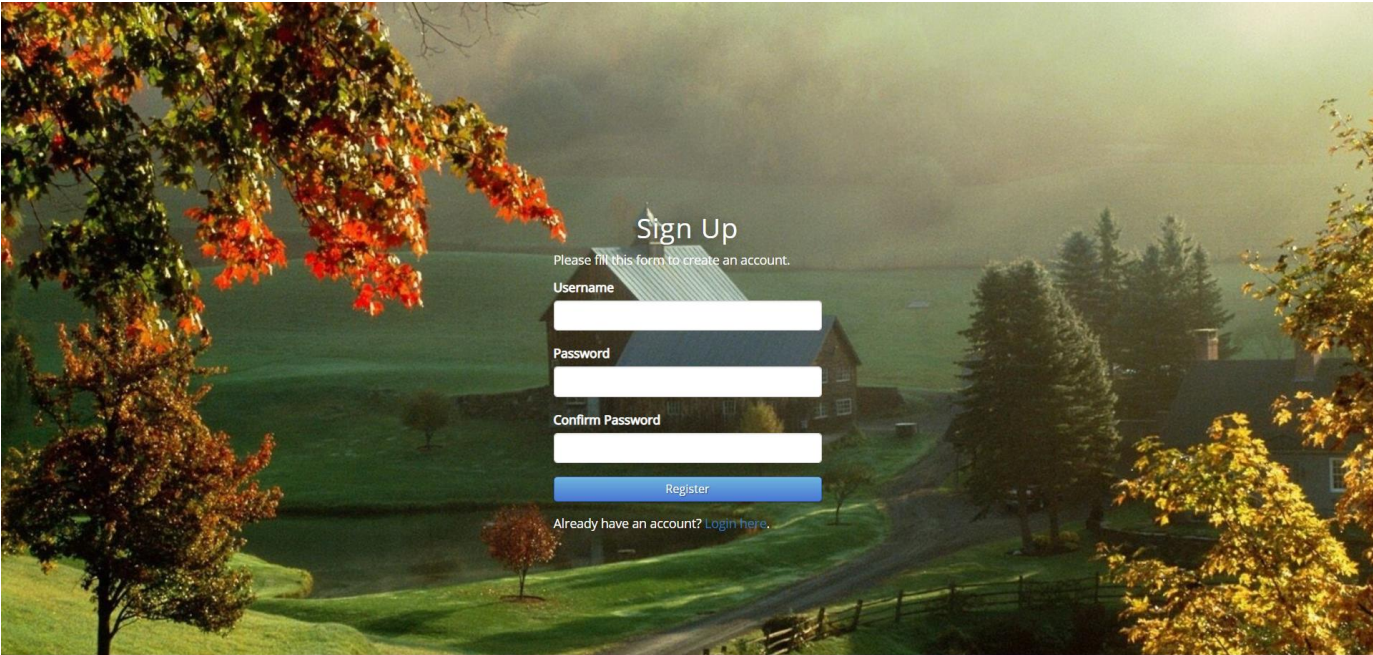 Sign Up
Please fill this form to create an account.
Username
Password
Confirm Password
Register
Already have an account? Login here.